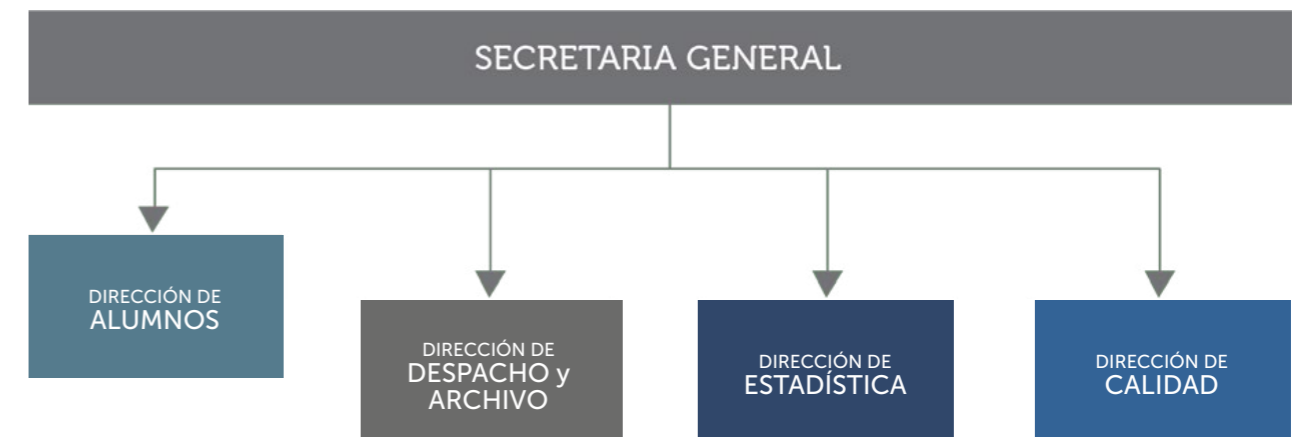 SECRETARIA GENERAL
DIRECCIÓN DE
ALUMNOS
DIRECCIÓN DE
DESPACHO y
ARCHIVO
DIRECCIÓN DE
ESTADÍSTICA
DIRECCIÓN DE
CALIDAD